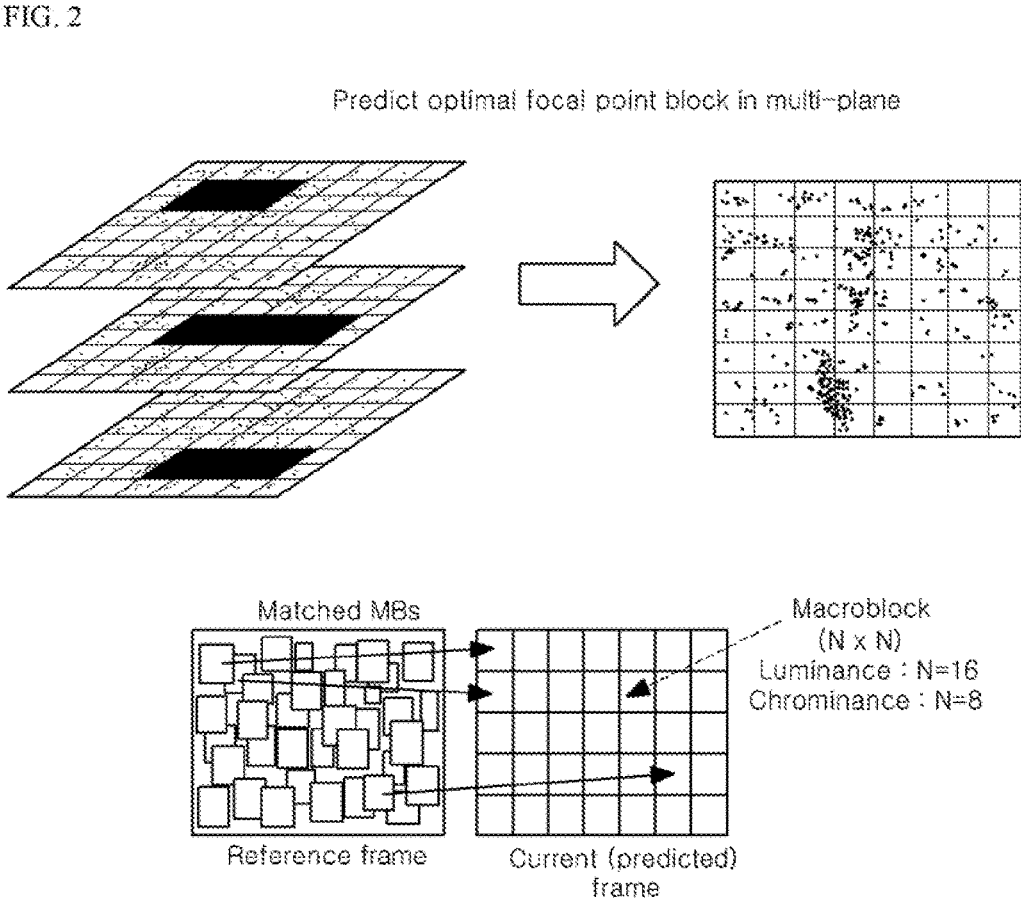 FIG. 2
Predict optimal focal point block in multi-plane
Matched MBs
Macroblock
(N x N)
Luminance : N=16
Chrominance : N=8
Reference frame
Current (predicted)
frame